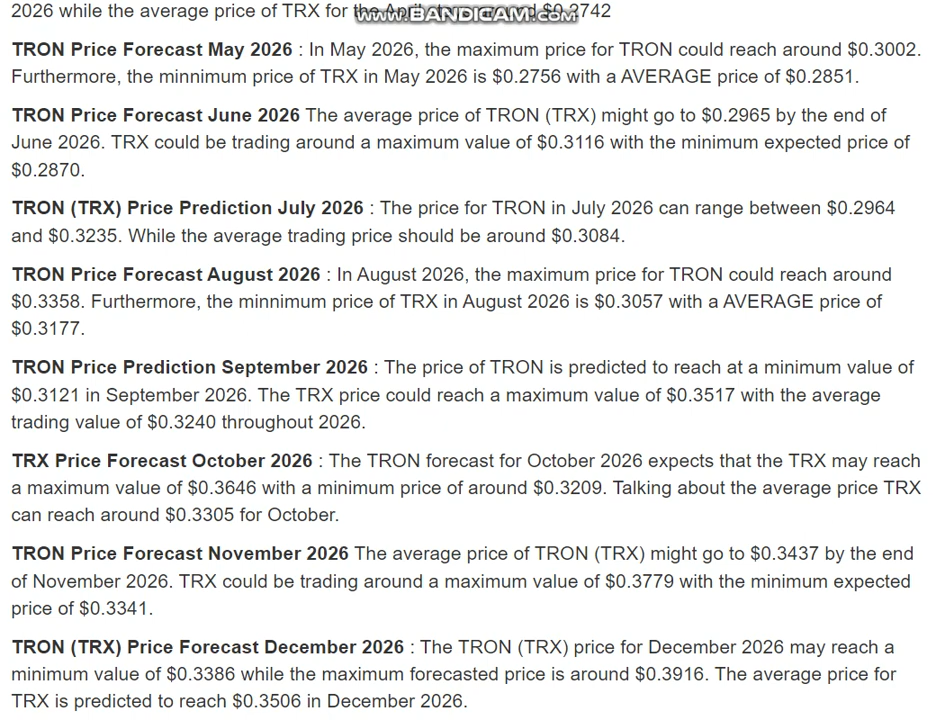 2026 while the average price of TRX for the April $0.2742
www.BANDICAM.com
TRON Price Forecast May 2026 : In May 2026, the maximum price for TRON could reach around $0.3002.
Furthermore, the minnimum price of TRX in May 2026 is $0.2756 with a AVERAGE price of $0.2851.
TRON Price Forecast June 2026 The average price of TRON (TRX) might go to $0.2965 by the end of
June 2026. TRX could be trading around a maximum value of $0.3116 with the minimum expected price of
$0.2870.
TRON (TRX) Price Prediction July 2026 : The price for TRON in July 2026 can range between $0.2964
and $0.3235. While the average trading price should be around $0.3084.
TRON Price Forecast August 2026 : In August 2026, the maximum price for TRON could reach around
$0.3358. Furthermore, the minnimum price of TRX in August 2026 is $0.3057 with a AVERAGE price of
$0.3177.
TRON Price Prediction September 2026 : The price of TRON is predicted to reach at a minimum value of
$0.3121 in September 2026. The TRX price could reach a maximum value of $0.3517 with the average
trading value of $0.3240 throughout 2026.
TRX Price Forecast October 2026 : The TRON forecast for October 2026 expects that the TRX may reach
a maximum value of $0.3646 with a minimum price of around $0.3209. Talking about the average price TRX
can reach around $0.3305 for October.
TRON Price Forecast November 2026 The average price of TRON (TRX) might go to $0.3437 by the end
of November 2026. TRX could be trading around a maximum value of $0.3779 with the minimum expected
price of $0.3341.
TRON (TRX) Price Forecast December 2026 : The TRON (TRX) price for December 2026 may reach a
minimum value of $0.3386 while the maximum forecasted price is around $0.3916. The average price for
TRX is predicted to reach $0.3506 in December 2026.